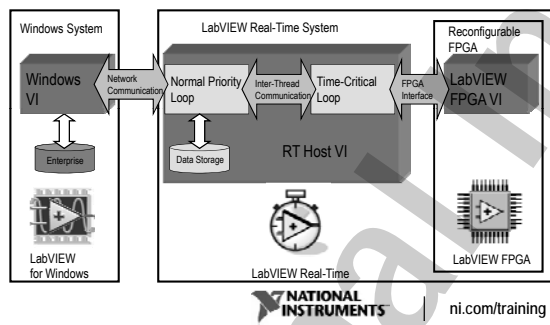 Windows System
LabVIEW Real-Time System
Reconfigurable
FPGA
Windows
VI
Network
Communication
Normal Priority
Loop
Inter-Thread
Communication
Time-Critical
Loop
FPGA
Interface
LabVIEW
FPGA VI
Enterprise
Data Storage
RT Host VI
LabVIEW
for Windows
LabVIEW Real-Time
LabVIEW FPGA
NATIONAL
INSTRUMENTS
ni.com/training